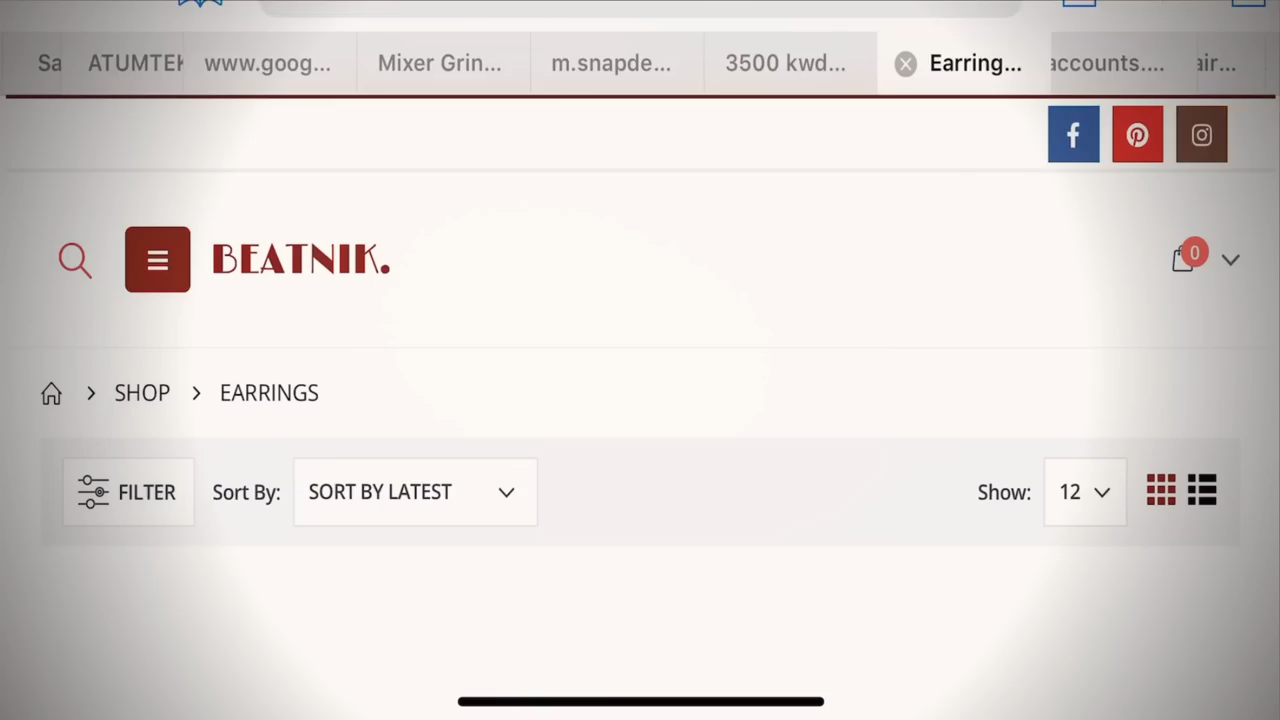 Sa ATUMTEK www.goog... Mixer Grin... m.snapde... 3500 kwd... Earring... accounts.... air...
BEATNIK.
0
SHOP > EARRINGS
FILTER Sort By: SORT BY LATEST Show: 12